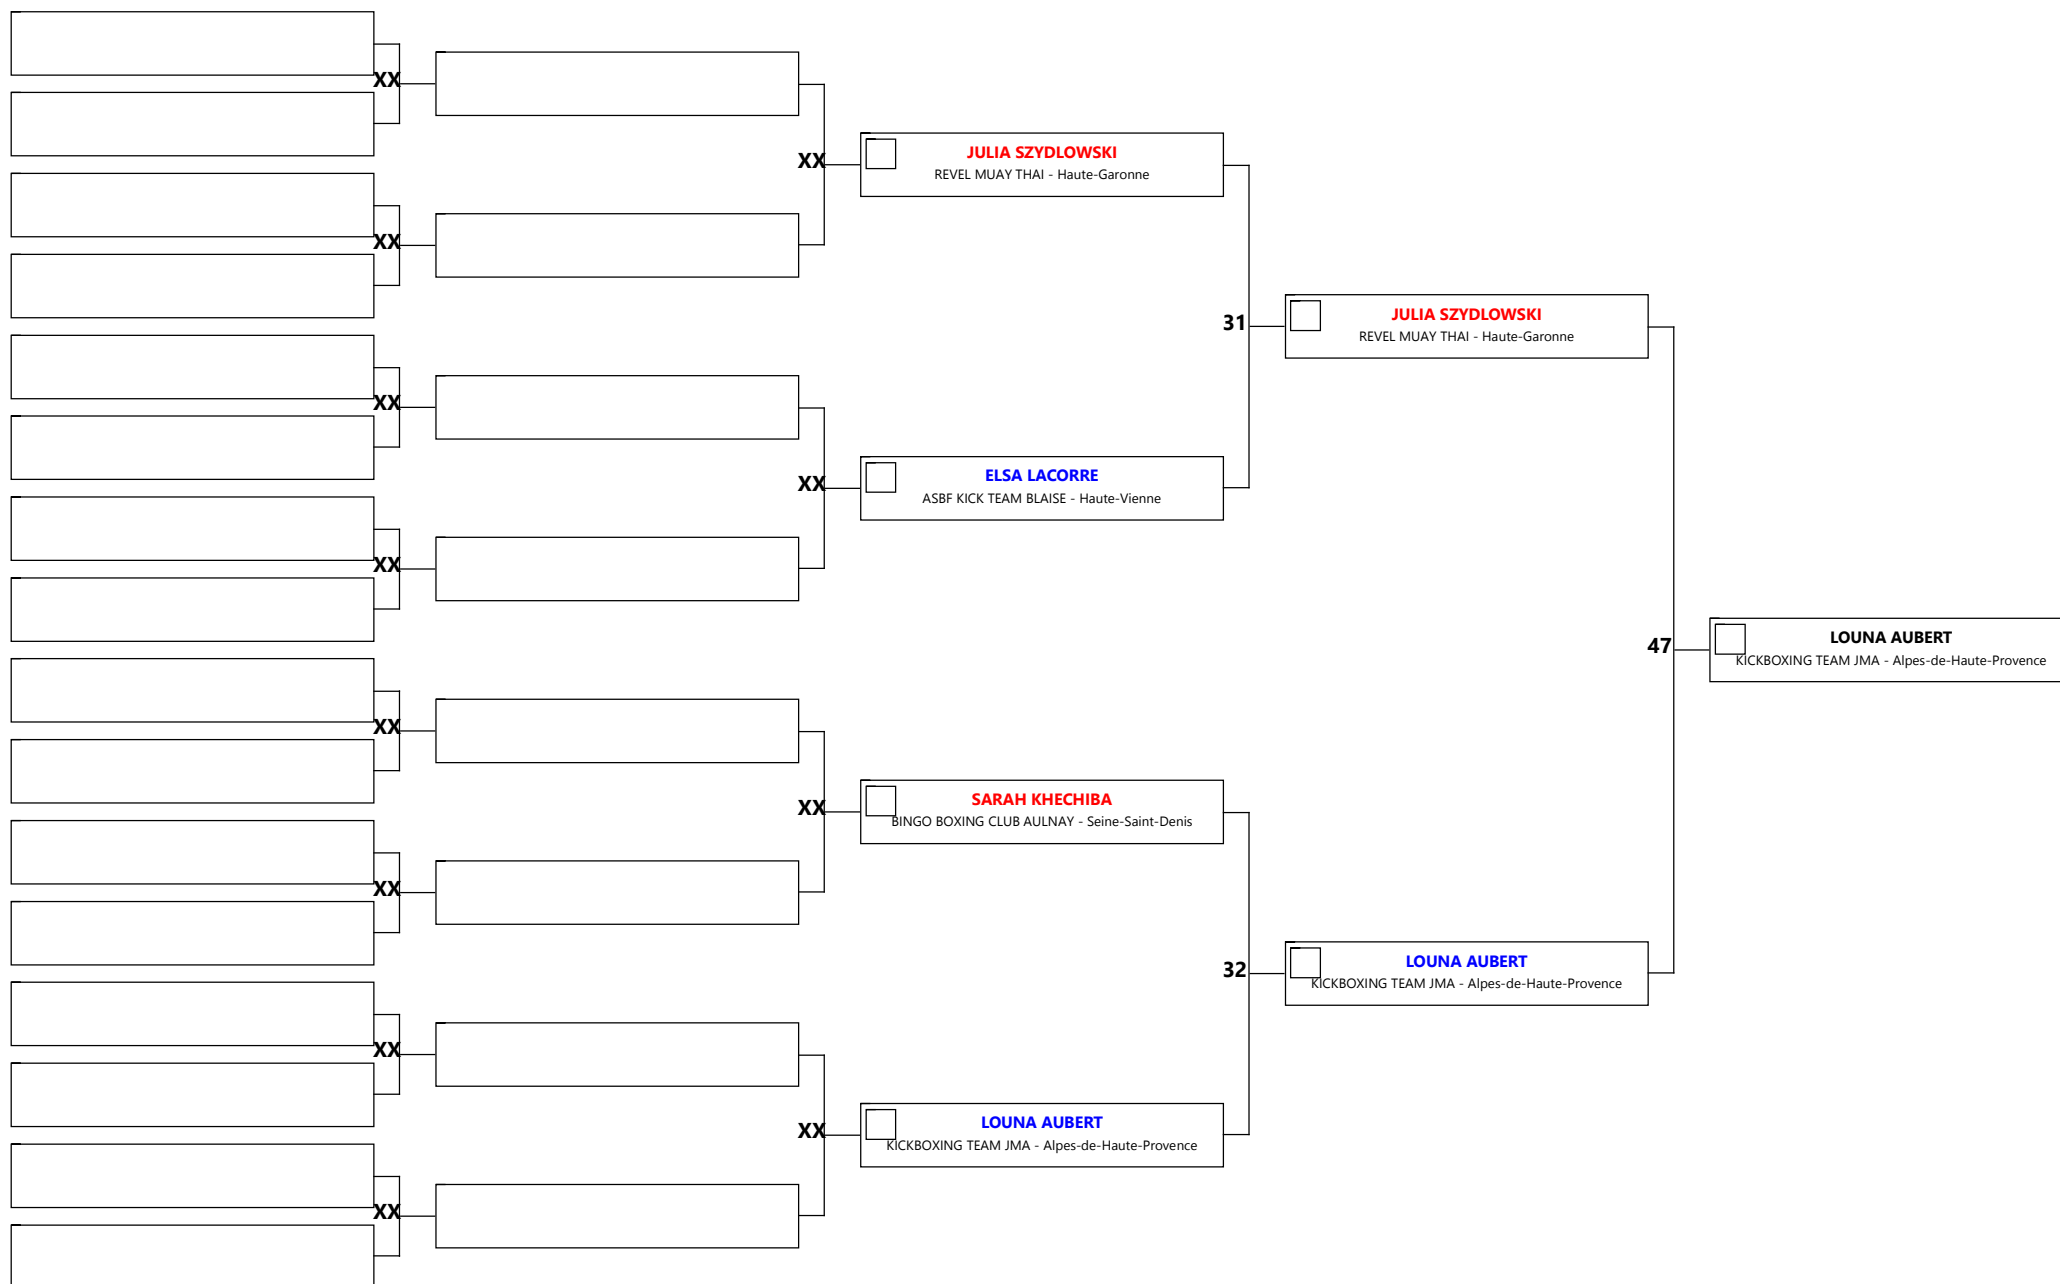 XX
XX
XX
XX
XX
XX
XX
XX
XX
JULIA SZYDLOWSKI
REVEL MUAY THAI - Haute-Garonne
XX
ELSA LACORRE
ASBF KICK TEAM BLAISE - Haute-Vienne
XX
SARAH KHECHIBA
BINGO BOXING CLUB AULNAY - Seine-Saint-Denis
XX
LOUNA AUBERT
KICKBOXING TEAM JMA - Alpes-de-Haute-Provence
31
JULIA SZYDLOWSKI
REVEL MUAY THAI - Haute-Garonne
32
LOUNA AUBERT
KICKBOXING TEAM JMA - Alpes-de-Haute-Provence
47
LOUNA AUBERT
KICKBOXING TEAM JMA - Alpes-de-Haute-Provence